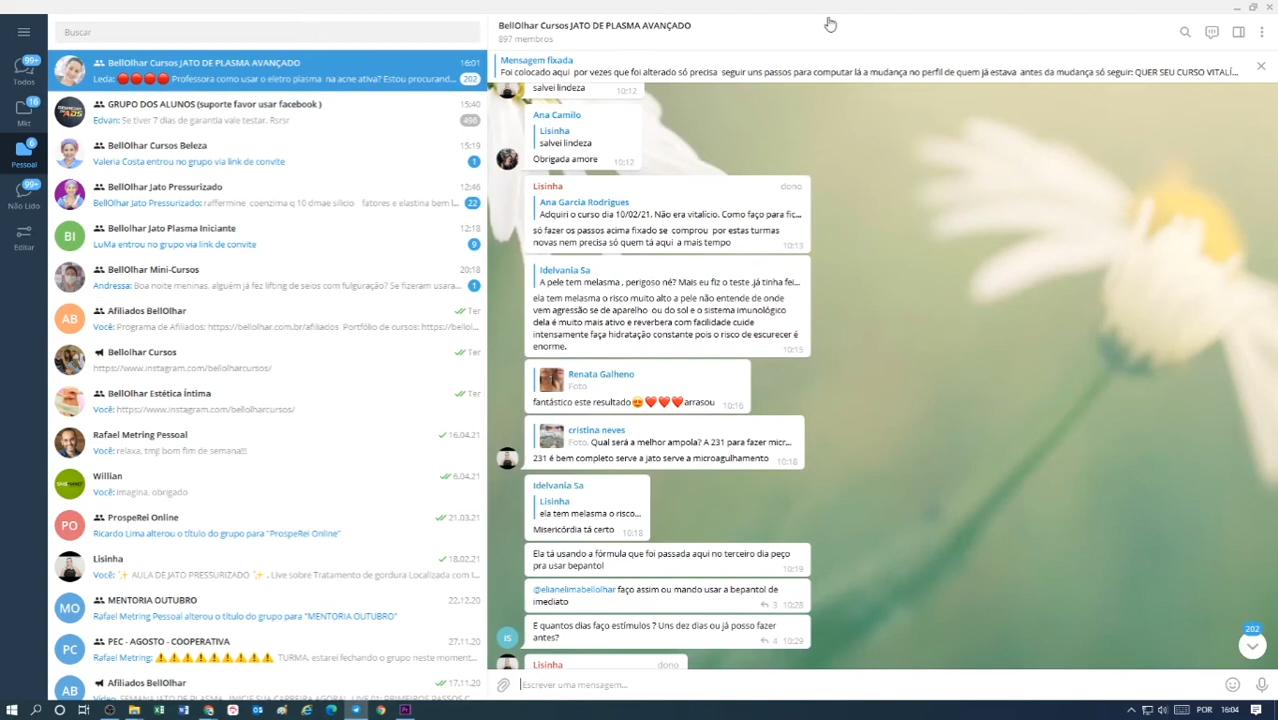 Buscar
BellOlhar Cursos JATO DE PLASMA AVANÇADO
897 membros
99+
Todos
16
Mkt
6
Pessoal
99+
Não Lido
Editar
BellOlhar Cursos JATO DE PLASMA AVANÇADO 16:01
Leda: 🔴🔴🔴🔴 Professora como usar o eletro plasma na acne ativa? Estou procurand... 202
GRUPO DOS ALUNOS (suporte favor usar facebook ) 15:40
Edvan: Se tiver 7 dias de garantia vale testar. Rsrsr 496
BellOlhar Cursos Beleza 15:19
Valeria Costa entrou no grupo via link de convite 1
BellOlhar Jato Pressurizado 12:46
BellOlhar Jato Pressurizado: raffermine coenzima q 10 dmae silicio fatores e elastina bem l... 22
BI
Bellolhar Jato Plasma Iniciante 12:18
LuMa entrou no grupo via link de convite 9
BellOlhar Mini-Cursos 20:18
Andressa: Boa noite meninas. alguém já fez lifting de seios com fulguração? Se fizeram usara... 1
AB
Afiliados BellOlhar Ter
Você: Programa de Afiliados: https://bellolhar.com.br/afiliados Portfólio de cursos: https://bellol...
Bellolhar Cursos Ter
https://www.instagram.com/bellolharcursos/
BellOlhar Estética Íntima Ter
Você: https://www.instagram.com/bellolharcursos/
Rafael Metring Pessoal 16.04.21
Você: relaxa, tmj! bom fim de semana!!!
Willian 6.04.21
Você: imagina, obrigado
PO
ProspeRei Online 21.03.21
Ricardo Lima alterou o título do grupo para "ProspeRei Online"
Lisinha 18.02.21
Você: ✨ AULA DE JATO PRESSURIZADO ✨ . Live sobre Tratamento de gordura Localizada com l...
MO
MENTORIA OUTUBRO 22.12.20
Rafael Metring Pessoal alterou o título do grupo para "MENTORIA OUTUBRO"
PC
PEC - AGOSTO - COOPERATIVA 27.11.20
Rafael Metring: ⚠⚠⚠⚠⚠⚠⚠⚠⚠ TURMA, estarei fechando o grupo neste moment...
AB
Afiliados BellOlhar 17.11.20
Mensagem fixada
Foi colocado aqui por vezes que foi alterado só precisa seguir uns passos para computar lá a mudança no perfil de quem já estava antes da mudança só seguir: QUER SEU CURSO VITALÍ...
salvei lindeza 10:12
Ana Camilo
Lisinha
salvei lindeza
Obrigada amore 10:12
Lisinha dono
Ana Garcia Rodrigues
Adquiri o curso dia 10/02/21. Não era vitalício. Como faço para fic...
só fazer os passos acima fixado se comprou por estas turmas
novas nem precisa só quem tá aqui a mais tempo 10:13
Idelvania Sa
A pele tem melasma , perigoso né? Mais eu fiz o teste .já tinha fei...
ela tem melasma o risco muito alto a pele não entende de onde
vem agressão se de aparelho ou do sol e o sistema imunológico
dela é muito mais ativo e reverbera com facilidade cuide
intensamente faça hidratação constante pois o risco de escurecer é
enorme. 10:15
Renata Galheno
Foto
fantástico este resultado😍❤❤❤arrasou 10:16
cristina neves
Foto. Qual será a melhor ampola? A 231 para fazer micr...
231 é bem completo serve a jato serve a microagulhamento 10:18
Idelvania Sa
Lisinha
ela tem melasma o risco...
Misericórdia tá certo 10:18
Ela tá usando a fórmula que foi passada aqui no terceiro dia peço
pra usar bepantol 10:19
@elianelimabellolhar faço assim ou mando usar a bepantol de
imediato 3 10:28
IS
E quantos dias faço estímulos ? Uns dez dias ou já posso fazer
antes? 4 10:29
Lisinha dono
202
Escrever uma mensagem...
POR 16:04